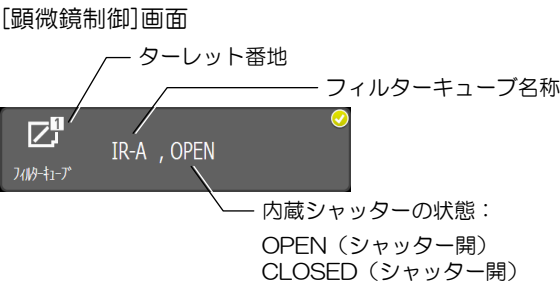 [顕微鏡制御]画面
ターレット番地
フィルターキューブ名称
1
IR-A , OPEN
ﾌｨﾙﾀｰｷｭｰﾌﾞ
内蔵シャッターの状態：
OPEN（シャッター開）
CLOSED（シャッター閉）